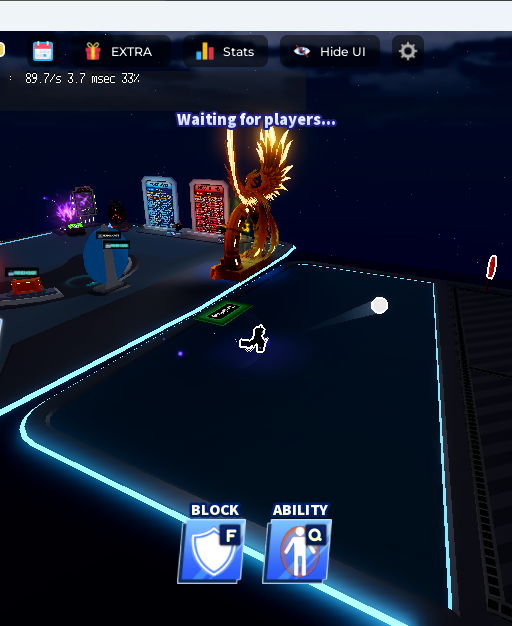 EXTRA
Stats
Hide UI
: 89.7/s 3.7 msec 33%
Waiting for players...
BLOCK
ABILITY
F
Q